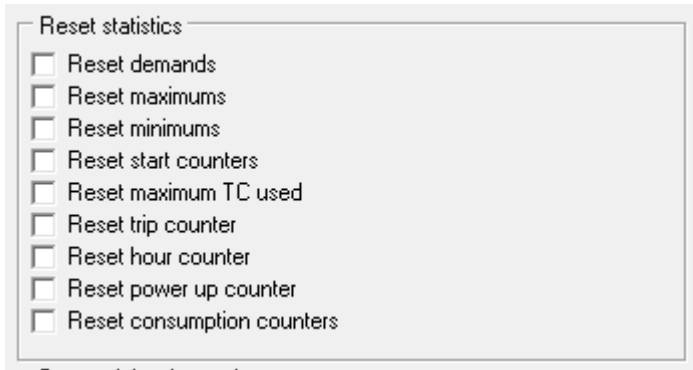 Reset statistics
Reset demands
Reset maximums
Reset minimums
Reset start counters
Reset maximum TC used
Reset trip counter
Reset hour counter
Reset power up counter
Reset consumption counters